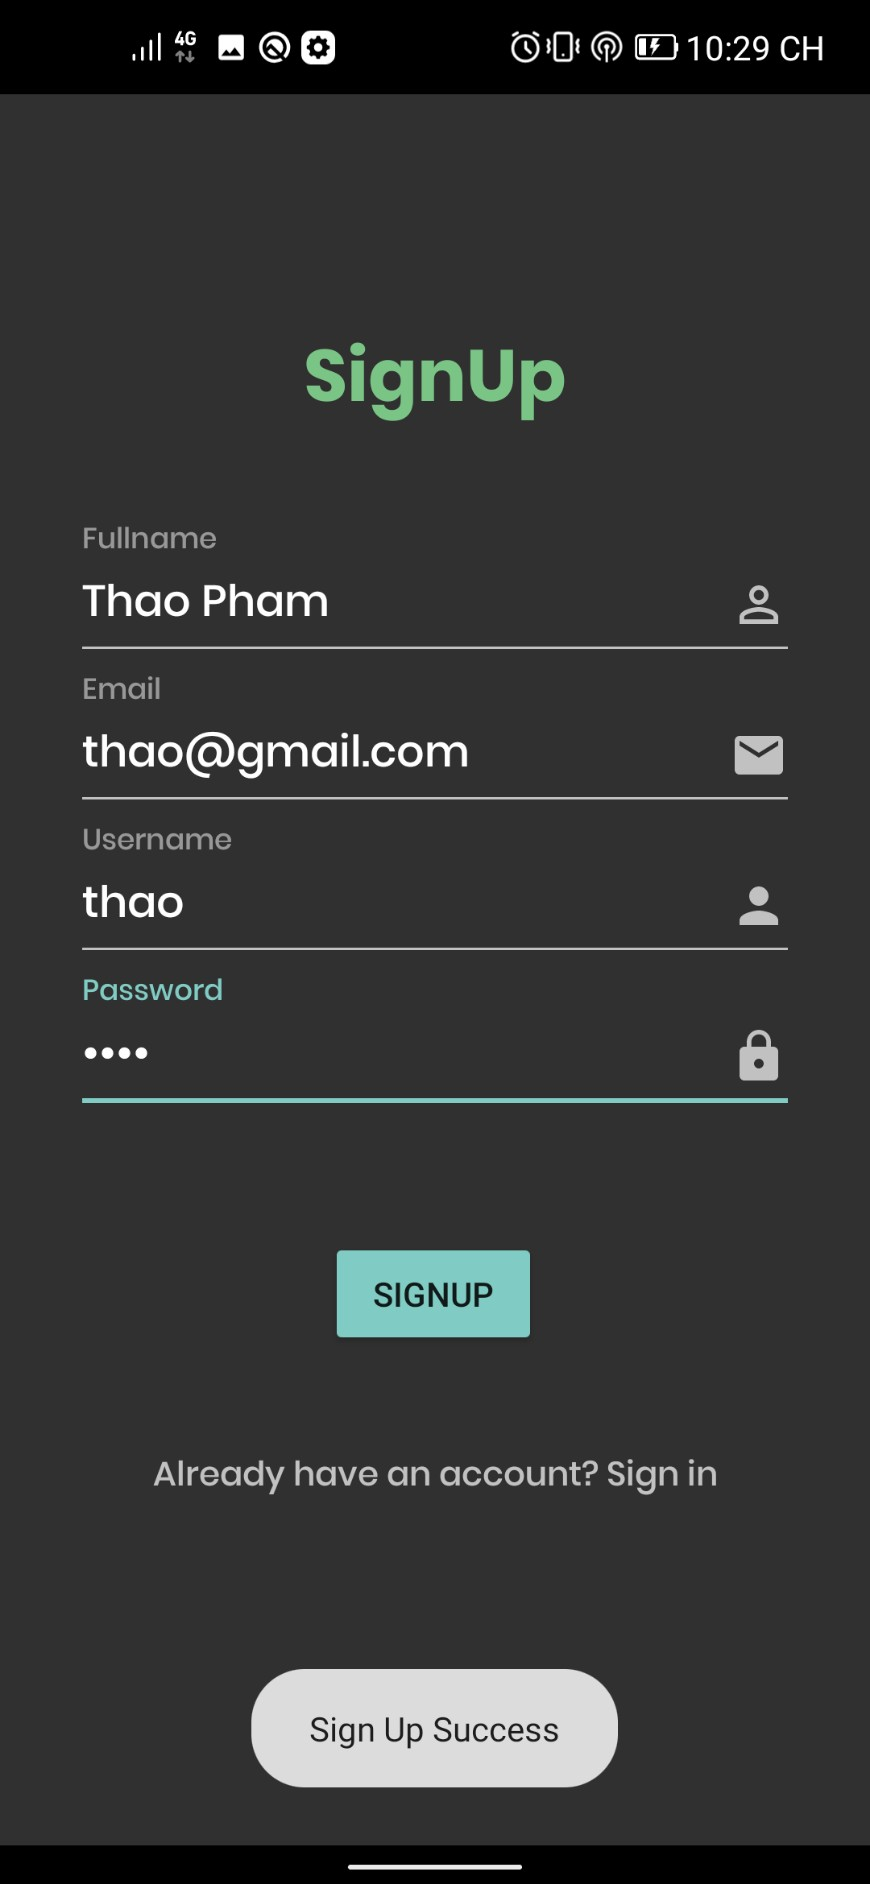 4G 10:29 CH
SignUp
Fullname
Thao Pham
Email
thao@gmail.com
Username
thao
Password
••••
SIGNUP
Already have an account? Sign in
Sign Up Success